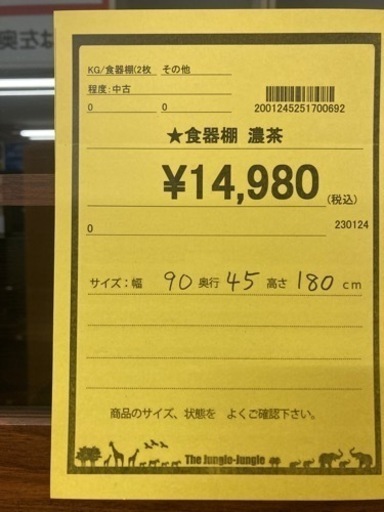 KG/食器棚(2枚 その他
程度:中古
0 0
2001245251700692
★食器棚 濃茶
¥14,980(税込)
0 230124
サイズ:幅 90 奥行 45 高さ 180 cm
商品のサイズ、状態を よくご確認下さい。
The Jungle-Jungle